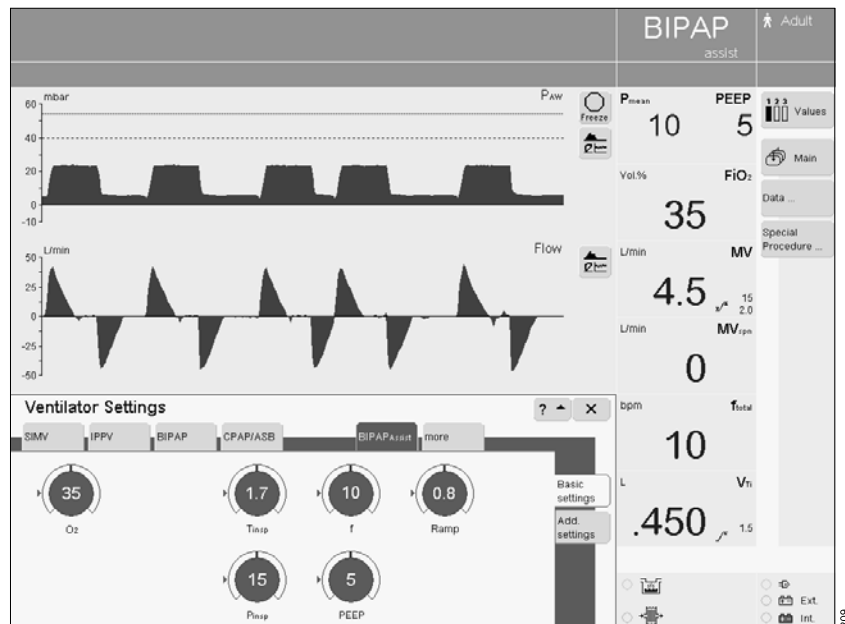 BIPAP
assist
Adult
mbar
PAW
60
40
20
0
-10
Freeze
L/min
Flow
50
25
0
-25
-50
Pmean
PEEP
10
5
Vol.%
FiO2
35
L/min
MV
4.5
15
2.0
L/min
MVspn
0
bpm
ftotal
10
L
VTi
.450
1.5
1 2 3
Values
Main
Data ...
Special
Procedure ...
Ventilator Settings
?
SIMV
IPPV
BIPAP
CPAP/ASB
BIPAPAssist
more
35
O2
1.7
Tinsp
10
f
0.8
Ramp
15
Pinsp
5
PEEP
Basic
settings
Add.
settings
Ext.
Int.